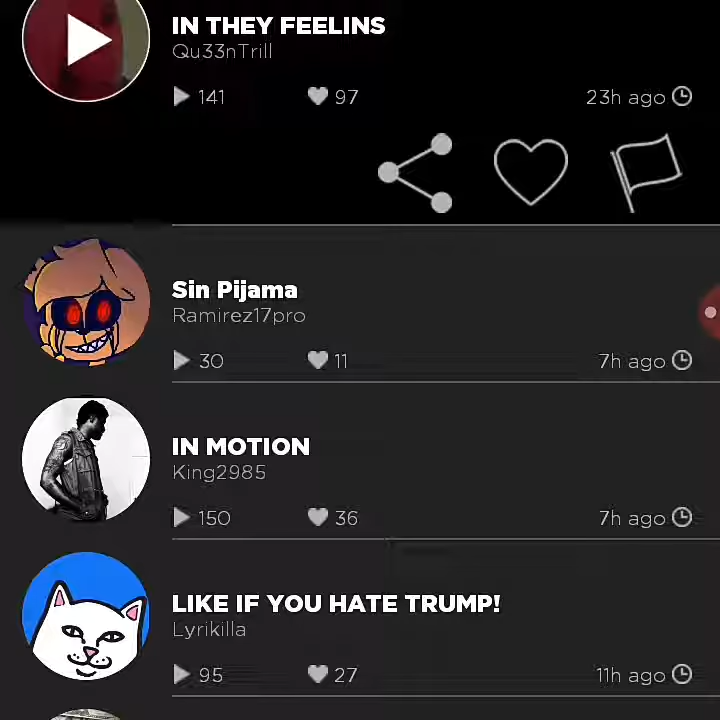 IN THEY FEELINS
Qu33nTrill
141 97 23h ago
Sin Pijama
Ramirez17pro
30 11 7h ago
IN MOTION
King2985
150 36 7h ago
LIKE IF YOU HATE TRUMP!
Lyrikilla
95 27 11h ago